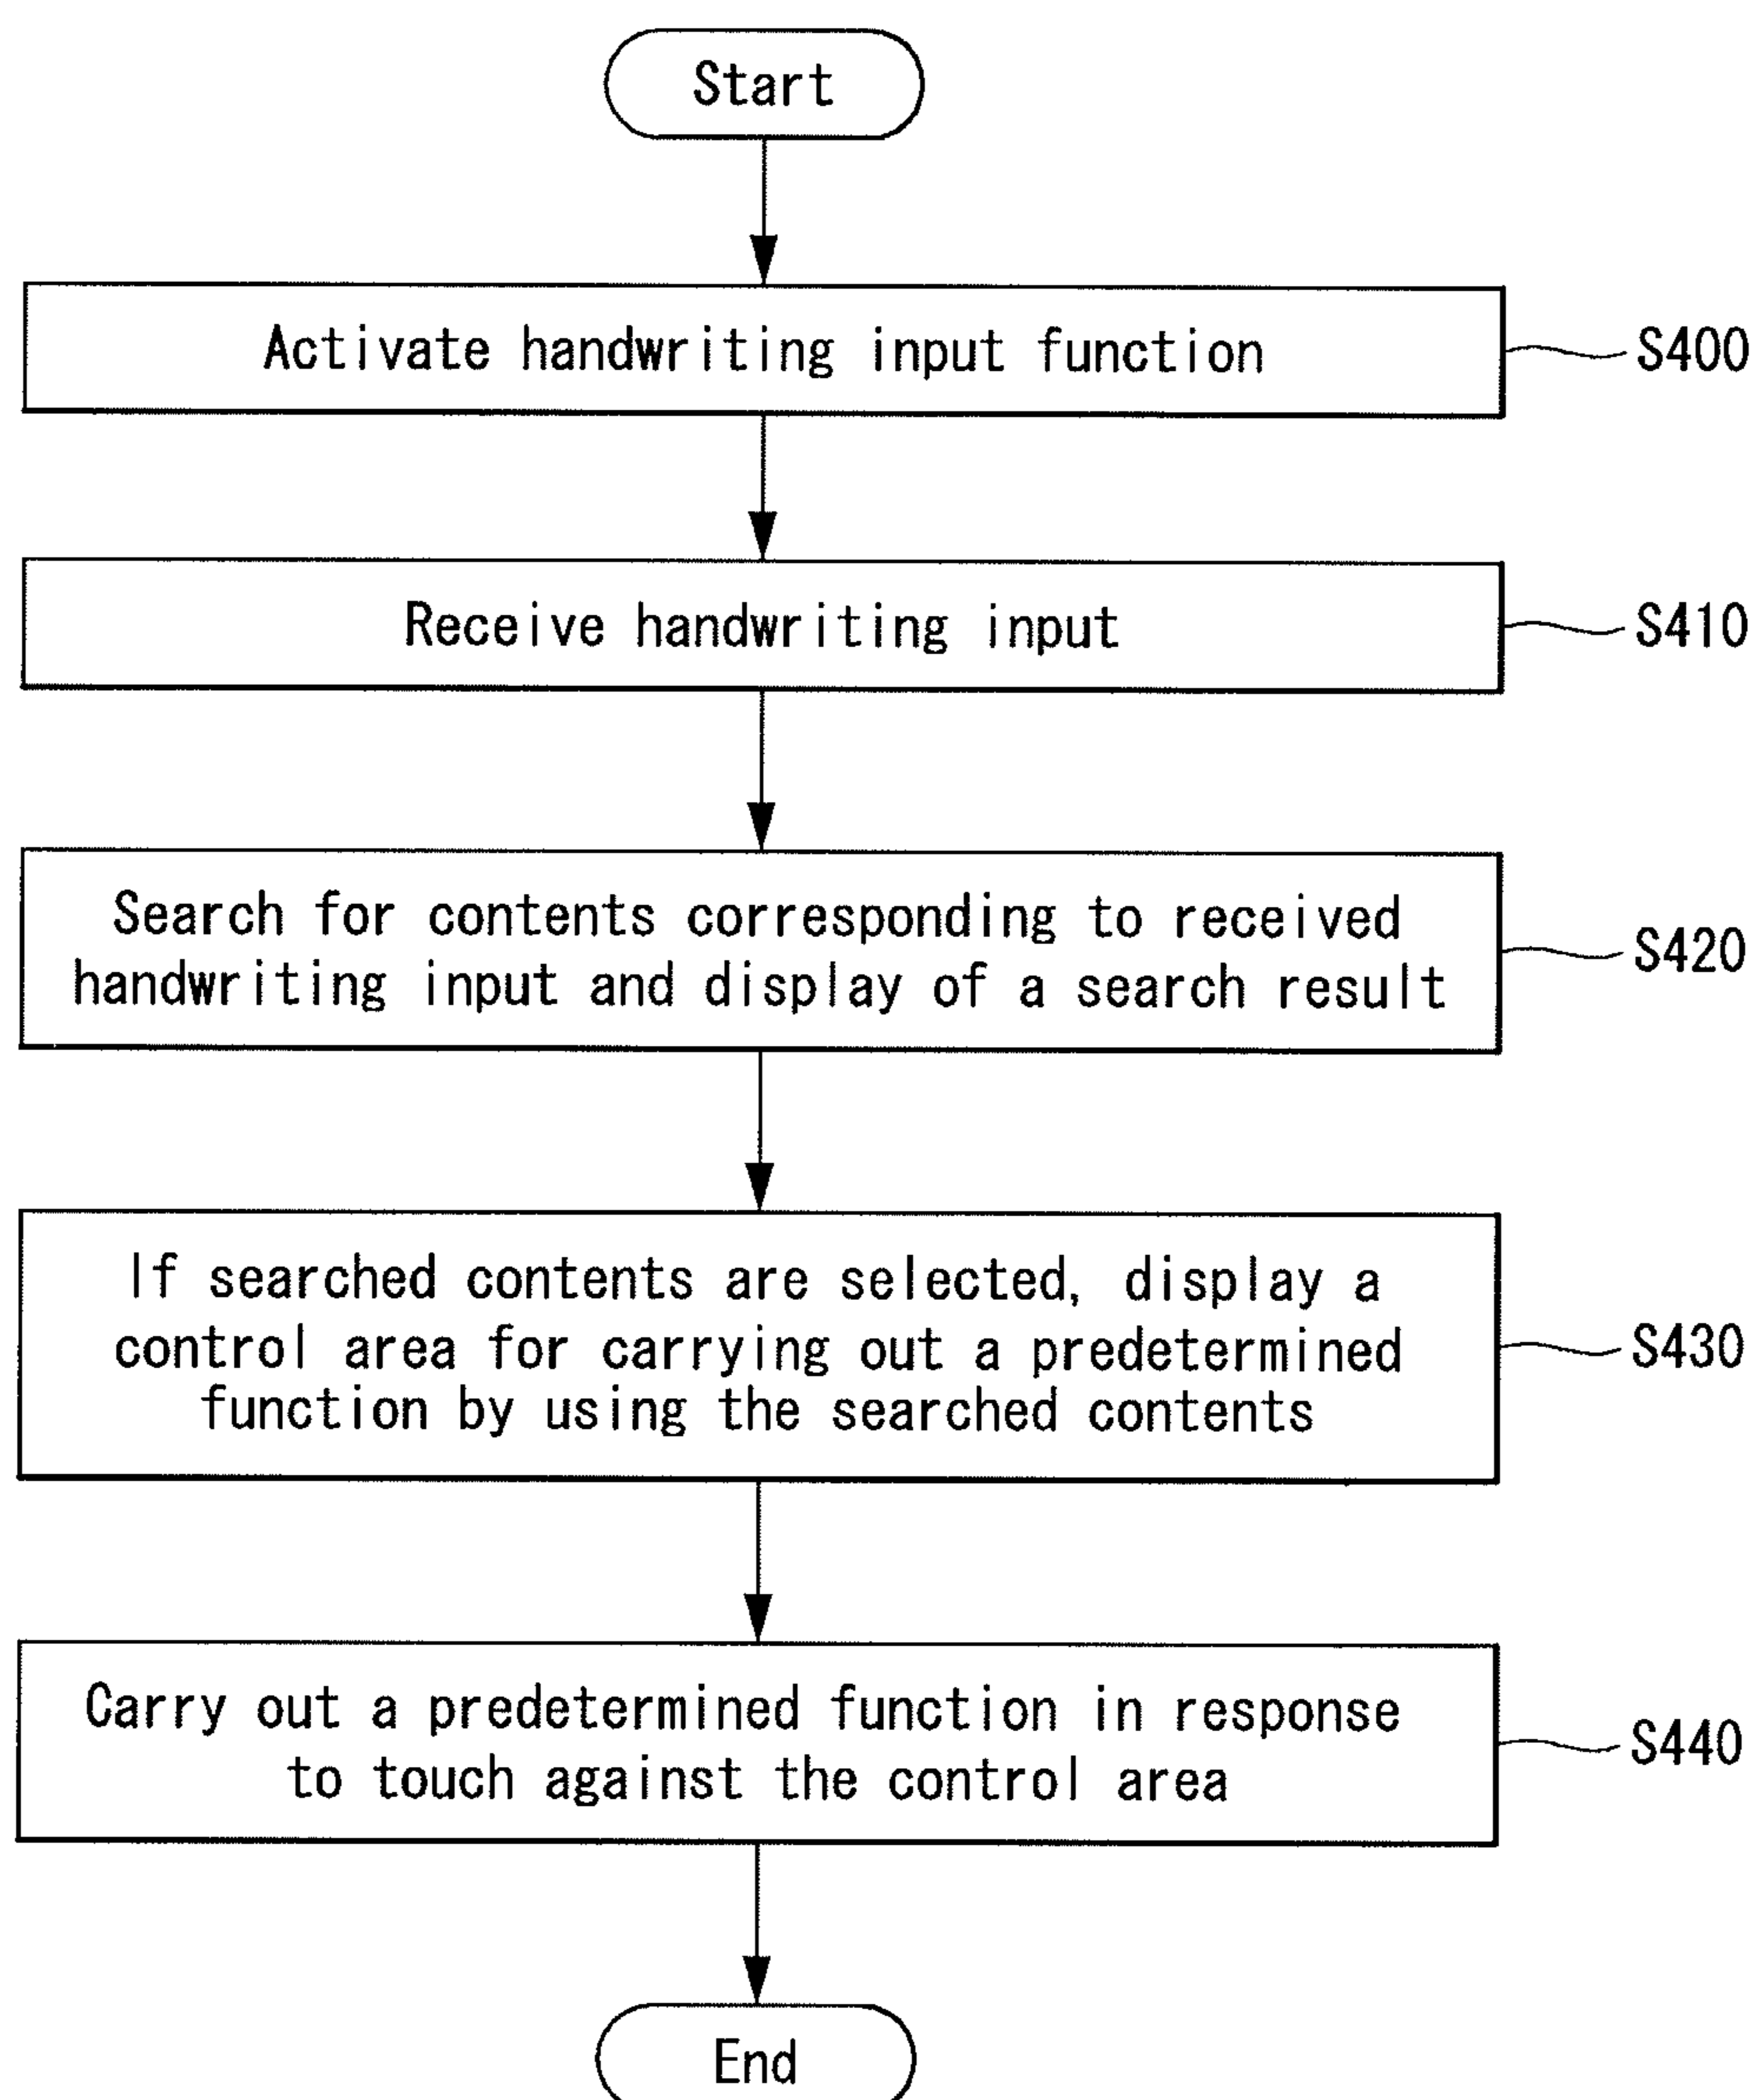 Start
Activate handwriting input function
S400
Receive handwriting input
S410
Search for contents corresponding to received
handwriting input and display of a search result
S420
If searched contents are selected, display a
control area for carrying out a predetermined
function by using the searched contents
S430
Carry out a predetermined function in response
to touch against the control area
S440
End